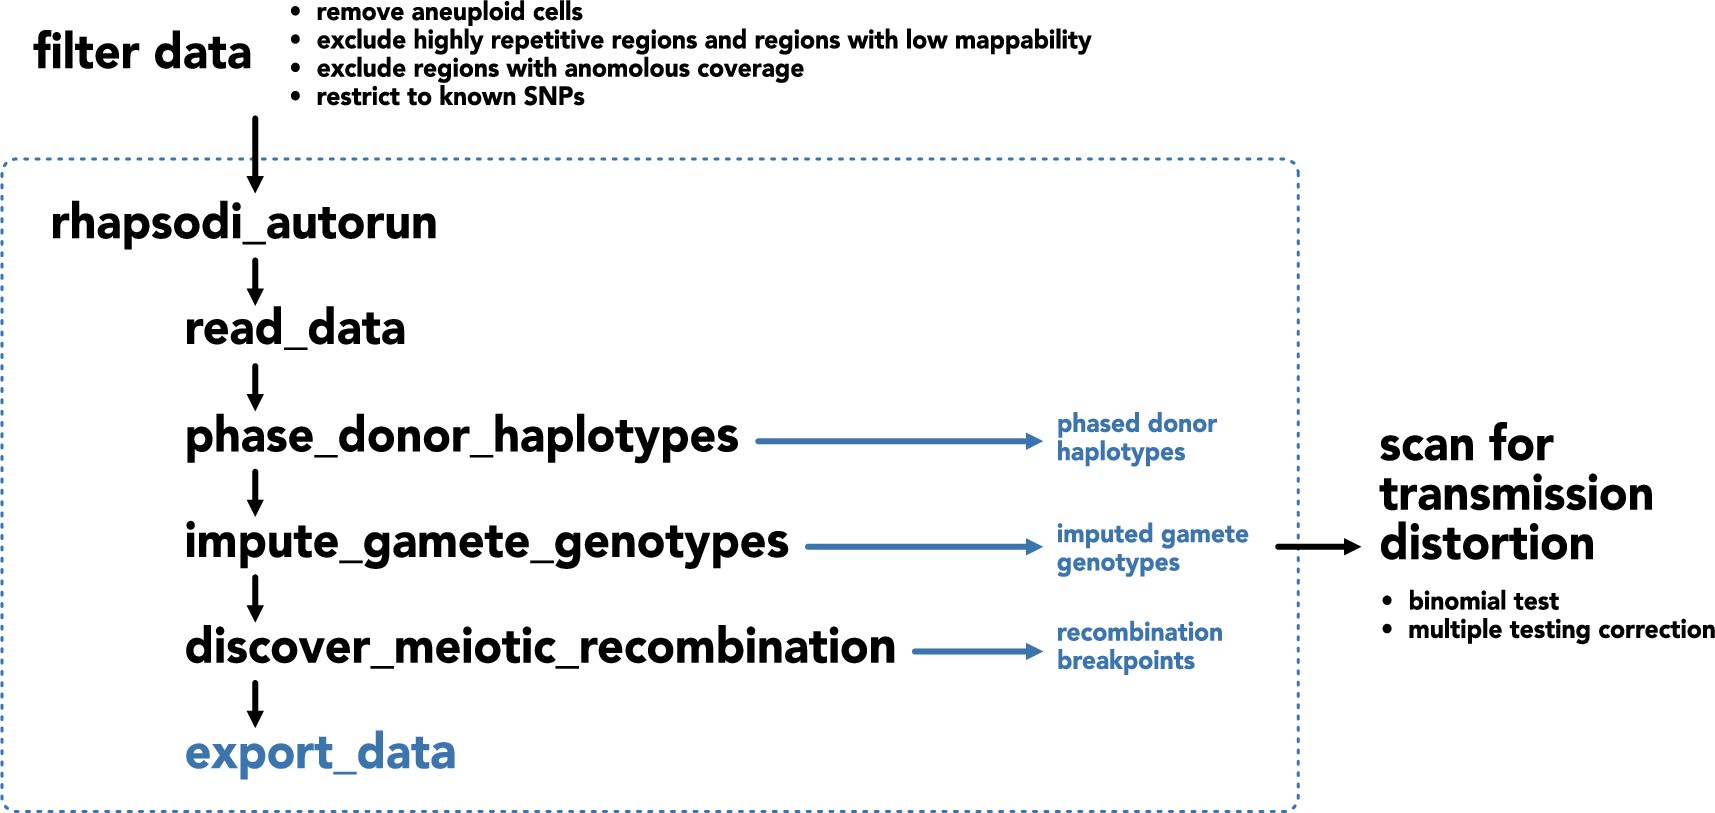 filter data
• remove aneuploid cells
• exclude highly repetitive regions and regions with low mappability
• exclude regions with anomolous coverage
• restrict to known SNPs
rhapsodi_autorun
read_data
phase_donor_haplotypes
phased donor
haplotypes
impute_gamete_genotypes
imputed gamete
genotypes
discover_meiotic_recombination
recombination
breakpoints
export_data
scan for
transmission
distortion
• binomial test
• multiple testing correction